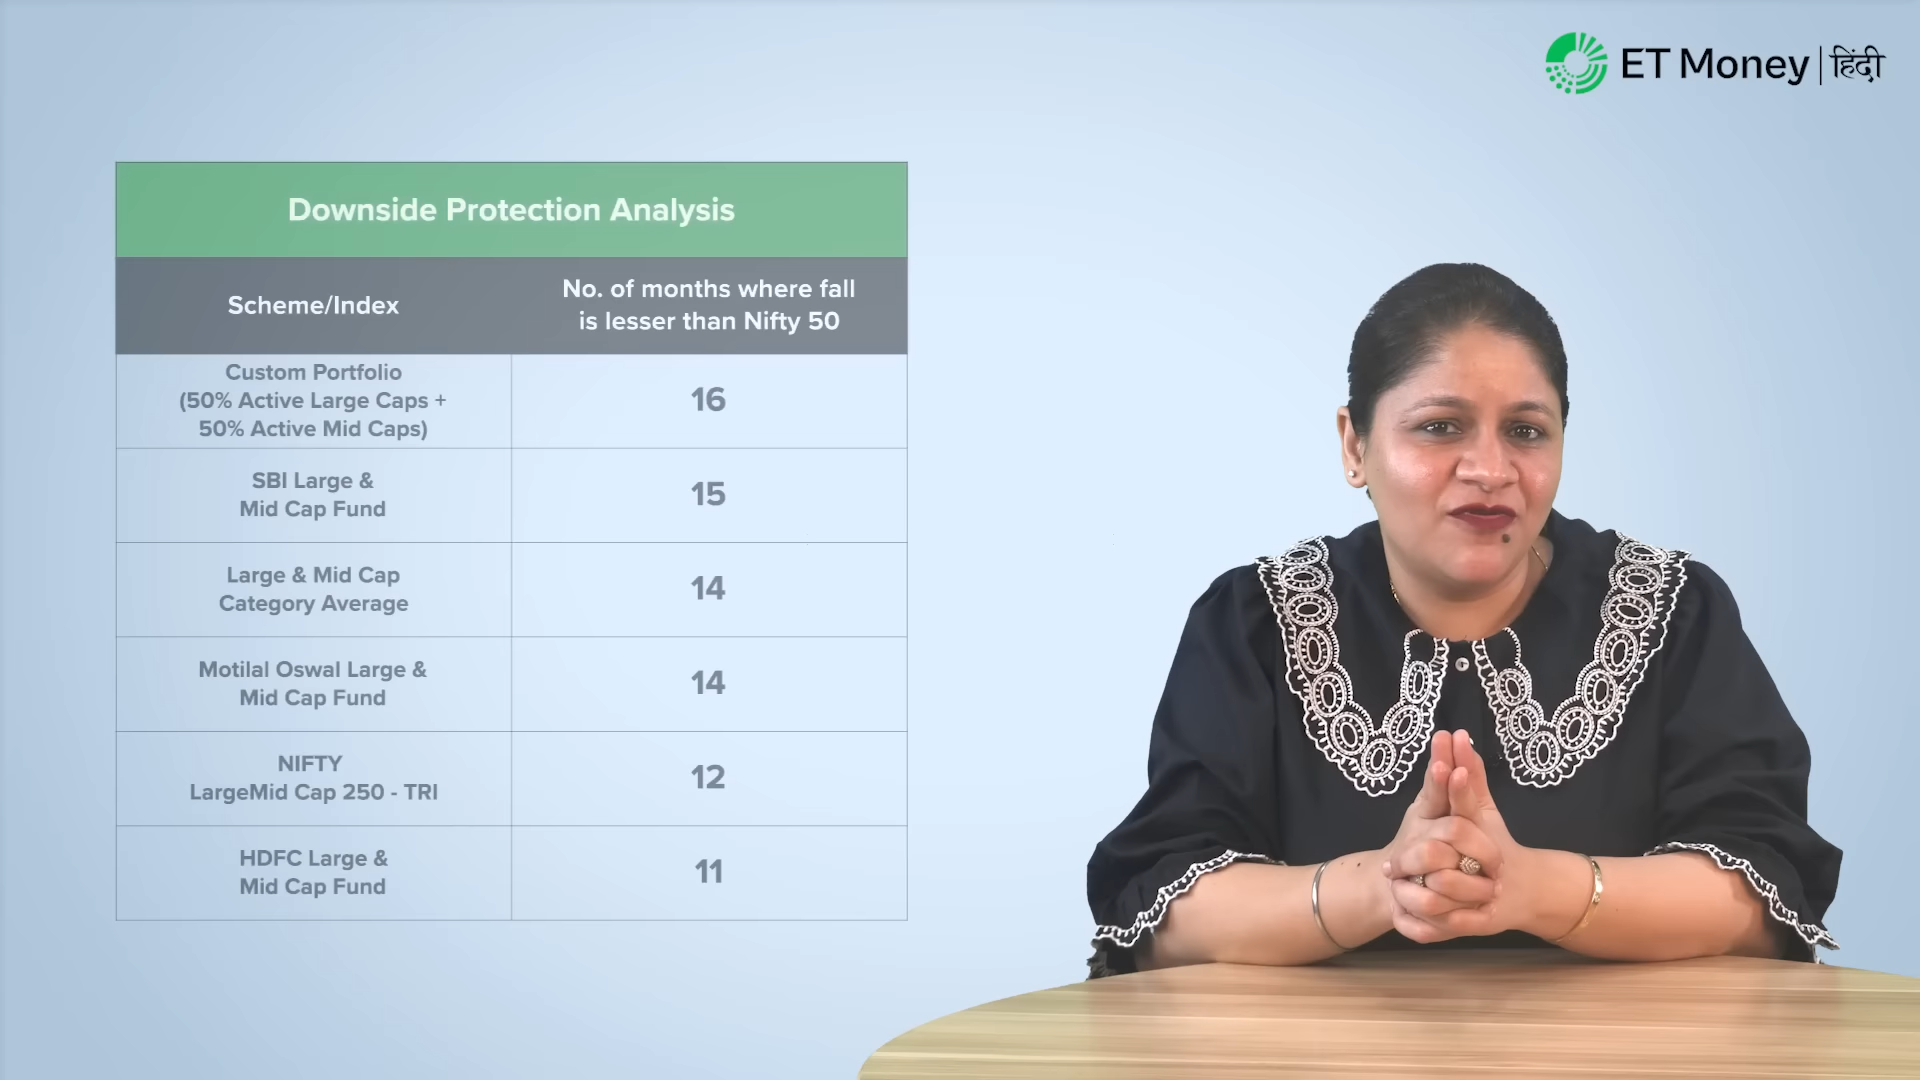 ET Money | हिंदी
Downside Protection Analysis
Scheme/Index
No. of months where fall
is lesser than Nifty 50
Custom Portfolio
(50% Active Large Caps +
50% Active Mid Caps)
16
SBI Large &
Mid Cap Fund
15
Large & Mid Cap
Category Average
14
Motilal Oswal Large &
Mid Cap Fund
14
NIFTY
LargeMid Cap 250 - TRI
12
HDFC Large &
Mid Cap Fund
11